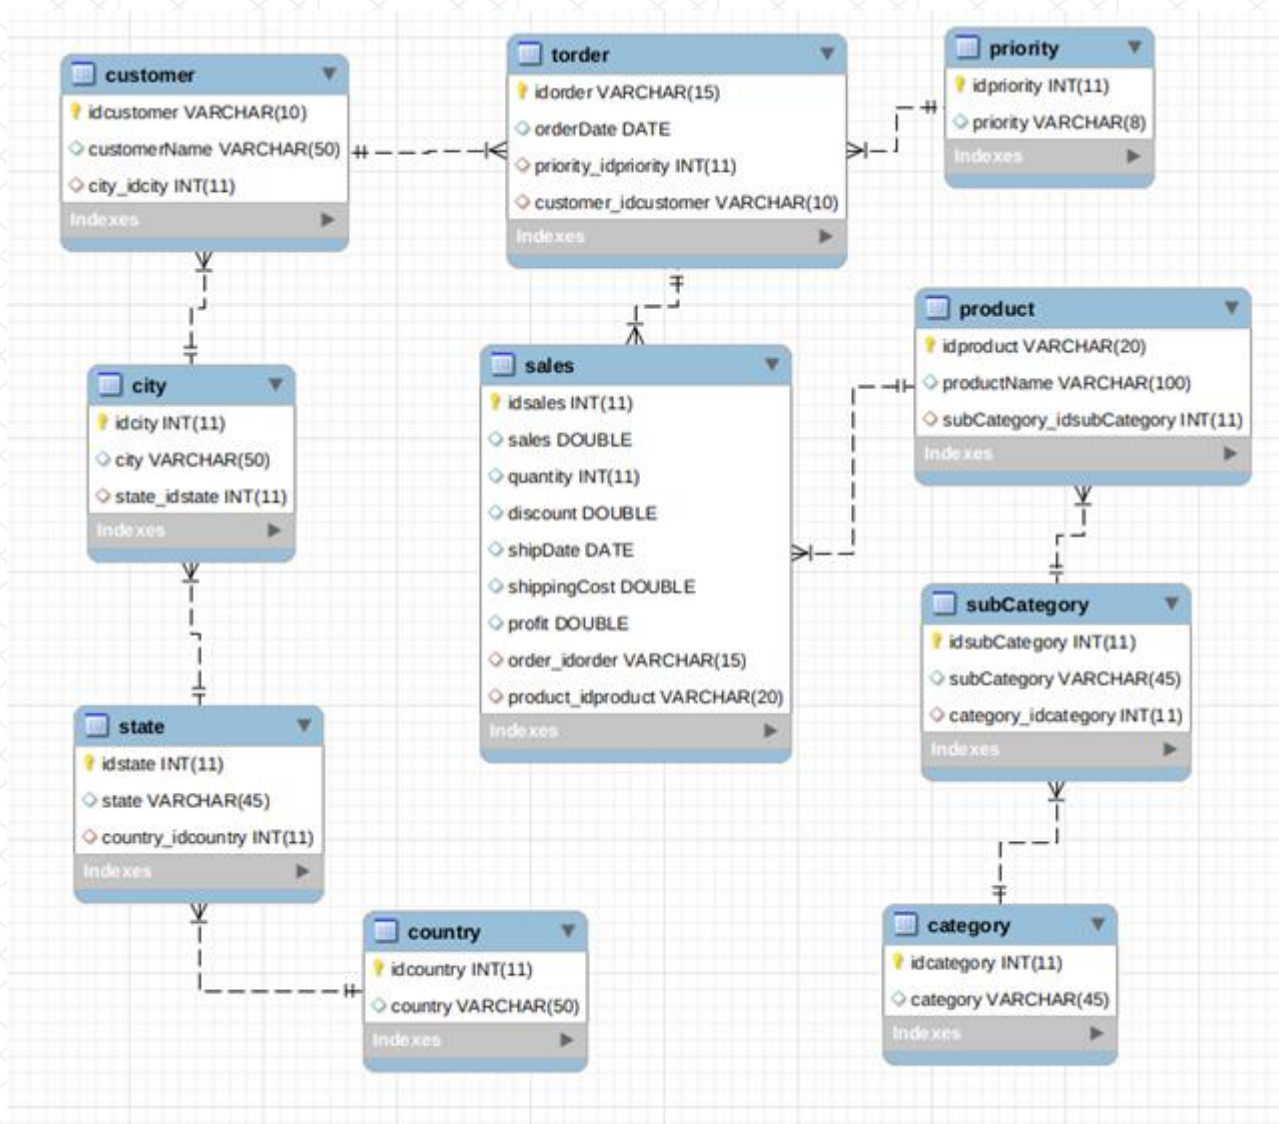 customer
idcustomer VARCHAR(10)
customerName VARCHAR(50)
city_idcity INT(11)
Indexes
torder
idorder VARCHAR(15)
orderDate DATE
priority_idpriority INT(11)
customer_idcustomer VARCHAR(10)
Indexes
priority
idpriority INT(11)
priority VARCHAR(8)
Indexes
city
idcity INT(11)
city VARCHAR(50)
state_idstate INT(11)
Indexes
sales
idsales INT(11)
sales DOUBLE
quantity INT(11)
discount DOUBLE
shipDate DATE
shippingCost DOUBLE
profit DOUBLE
order_idorder VARCHAR(15)
product_idproduct VARCHAR(20)
Indexes
product
idproduct VARCHAR(20)
productName VARCHAR(100)
subCategory_idsubCategory INT(11)
Indexes
state
idstate INT(11)
state VARCHAR(45)
country_idcountry INT(11)
Indexes
subCategory
idsubCategory INT(11)
subCategory VARCHAR(45)
category_idcategory INT(11)
Indexes
country
idcountry INT(11)
country VARCHAR(50)
Indexes
category
idcategory INT(11)
category VARCHAR(45)
Indexes